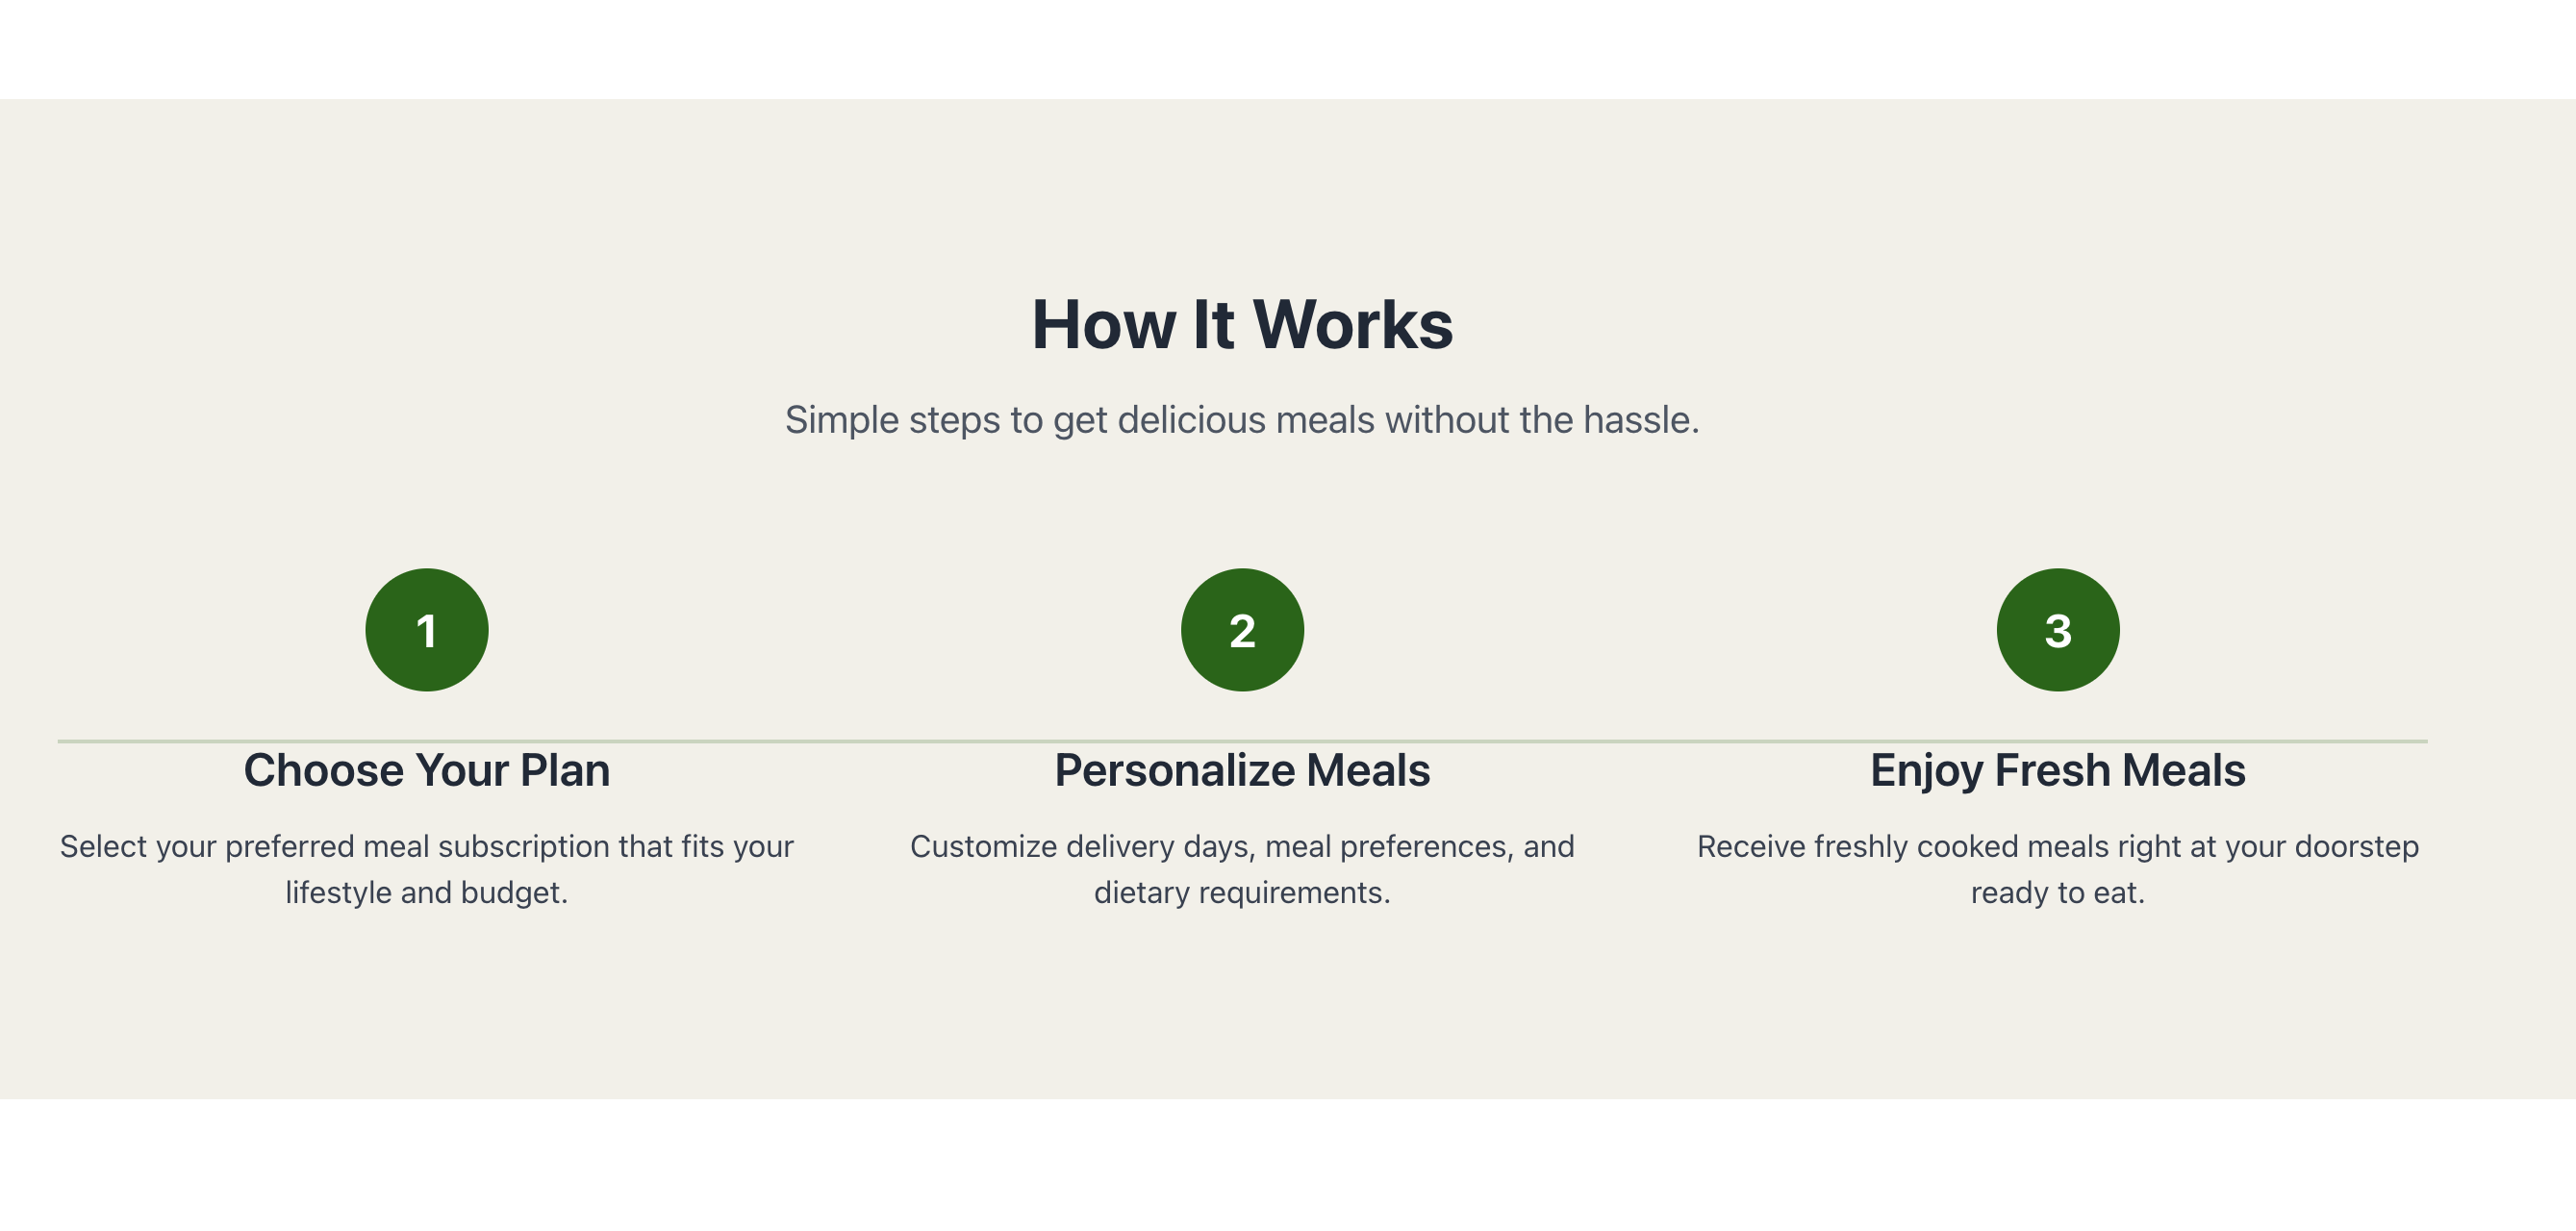 How It Works
Simple steps to get delicious meals without the hassle.
1
2
3
Choose Your Plan
Select your preferred meal subscription that fits your
lifestyle and budget.
Personalize Meals
Customize delivery days, meal preferences, and
dietary requirements.
Enjoy Fresh Meals
Receive freshly cooked meals right at your doorstep
ready to eat.